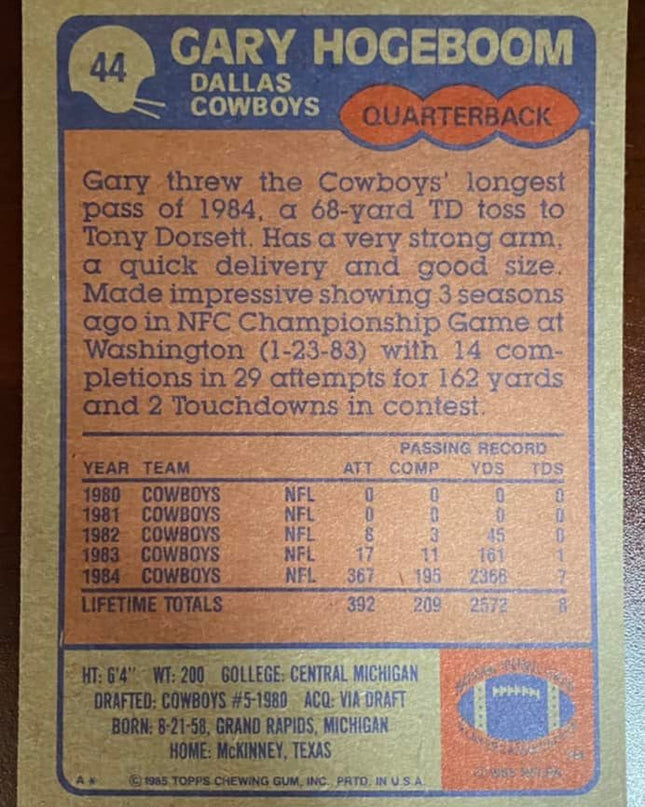 44
GARY HOGEBOOM
DALLAS
COWBOYS
QUARTERBACK
Gary threw the Cowboys' longest
pass of 1984, a 68-yard TD toss to
Tony Dorsett. Has a very strong arm,
a quick delivery and good size.
Made impressive showing 3 seasons
ago in NFC Championship Game at
Washington (1-23-83) with 14 com-
pletions in 29 attempts for 162 yards
and 2 Touchdowns in contest.
PASSING RECORD
YEAR TEAM ATT COMP YDS TDS
1980 COWBOYS NFL 0 0 0 0
1981 COWBOYS NFL 0 0 0 0
1982 COWBOYS NFL 8 3 45 0
1983 COWBOYS NFL 17 11 161 1
1984 COWBOYS NFL 367 195 2366 7
LIFETIME TOTALS 392 209 2572 8
HT: 6'4" WT: 200 COLLEGE: CENTRAL MICHIGAN
DRAFTED: COWBOYS #5-1980 ACQ: VIA DRAFT
BORN: 8-21-58, GRAND RAPIDS, MICHIGAN
HOME: McKINNEY, TEXAS
A* © 1985 TOPPS CHEWING GUM, INC. PRTD. IN U.S.A.